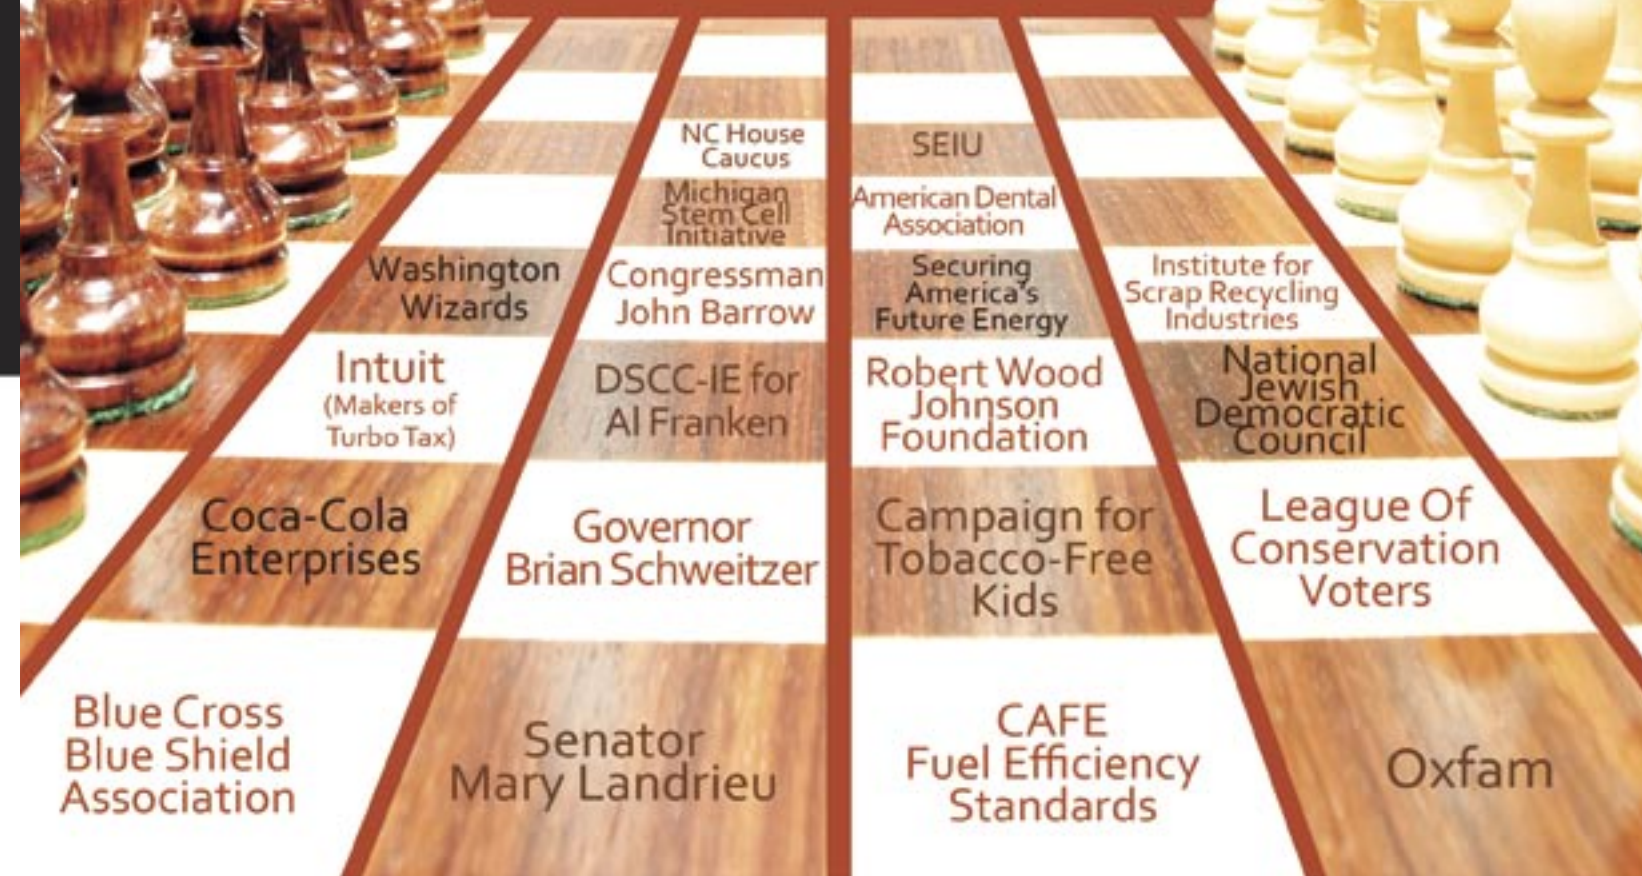 NC House
Caucus
SEIU
Michigan
Stem Cell
Initiative
American Dental
Association
Washington
Wizards
Congressman
John Barrow
Securing
America's
Future Energy
Institute for
Scrap Recycling
Industries
Intuit
(Makers of
Turbo Tax)
DSCC-IE for
Al Franken
Robert Wood
Johnson
Foundation
National
Jewish
Democratic
Council
Coca-Cola
Enterprises
Governor
Brian Schweitzer
Campaign for
Tobacco-Free
Kids
League Of
Conservation
Voters
Blue Cross
Blue Shield
Association
Senator
Mary Landrieu
CAFE
Fuel Efficiency
Standards
Oxfam